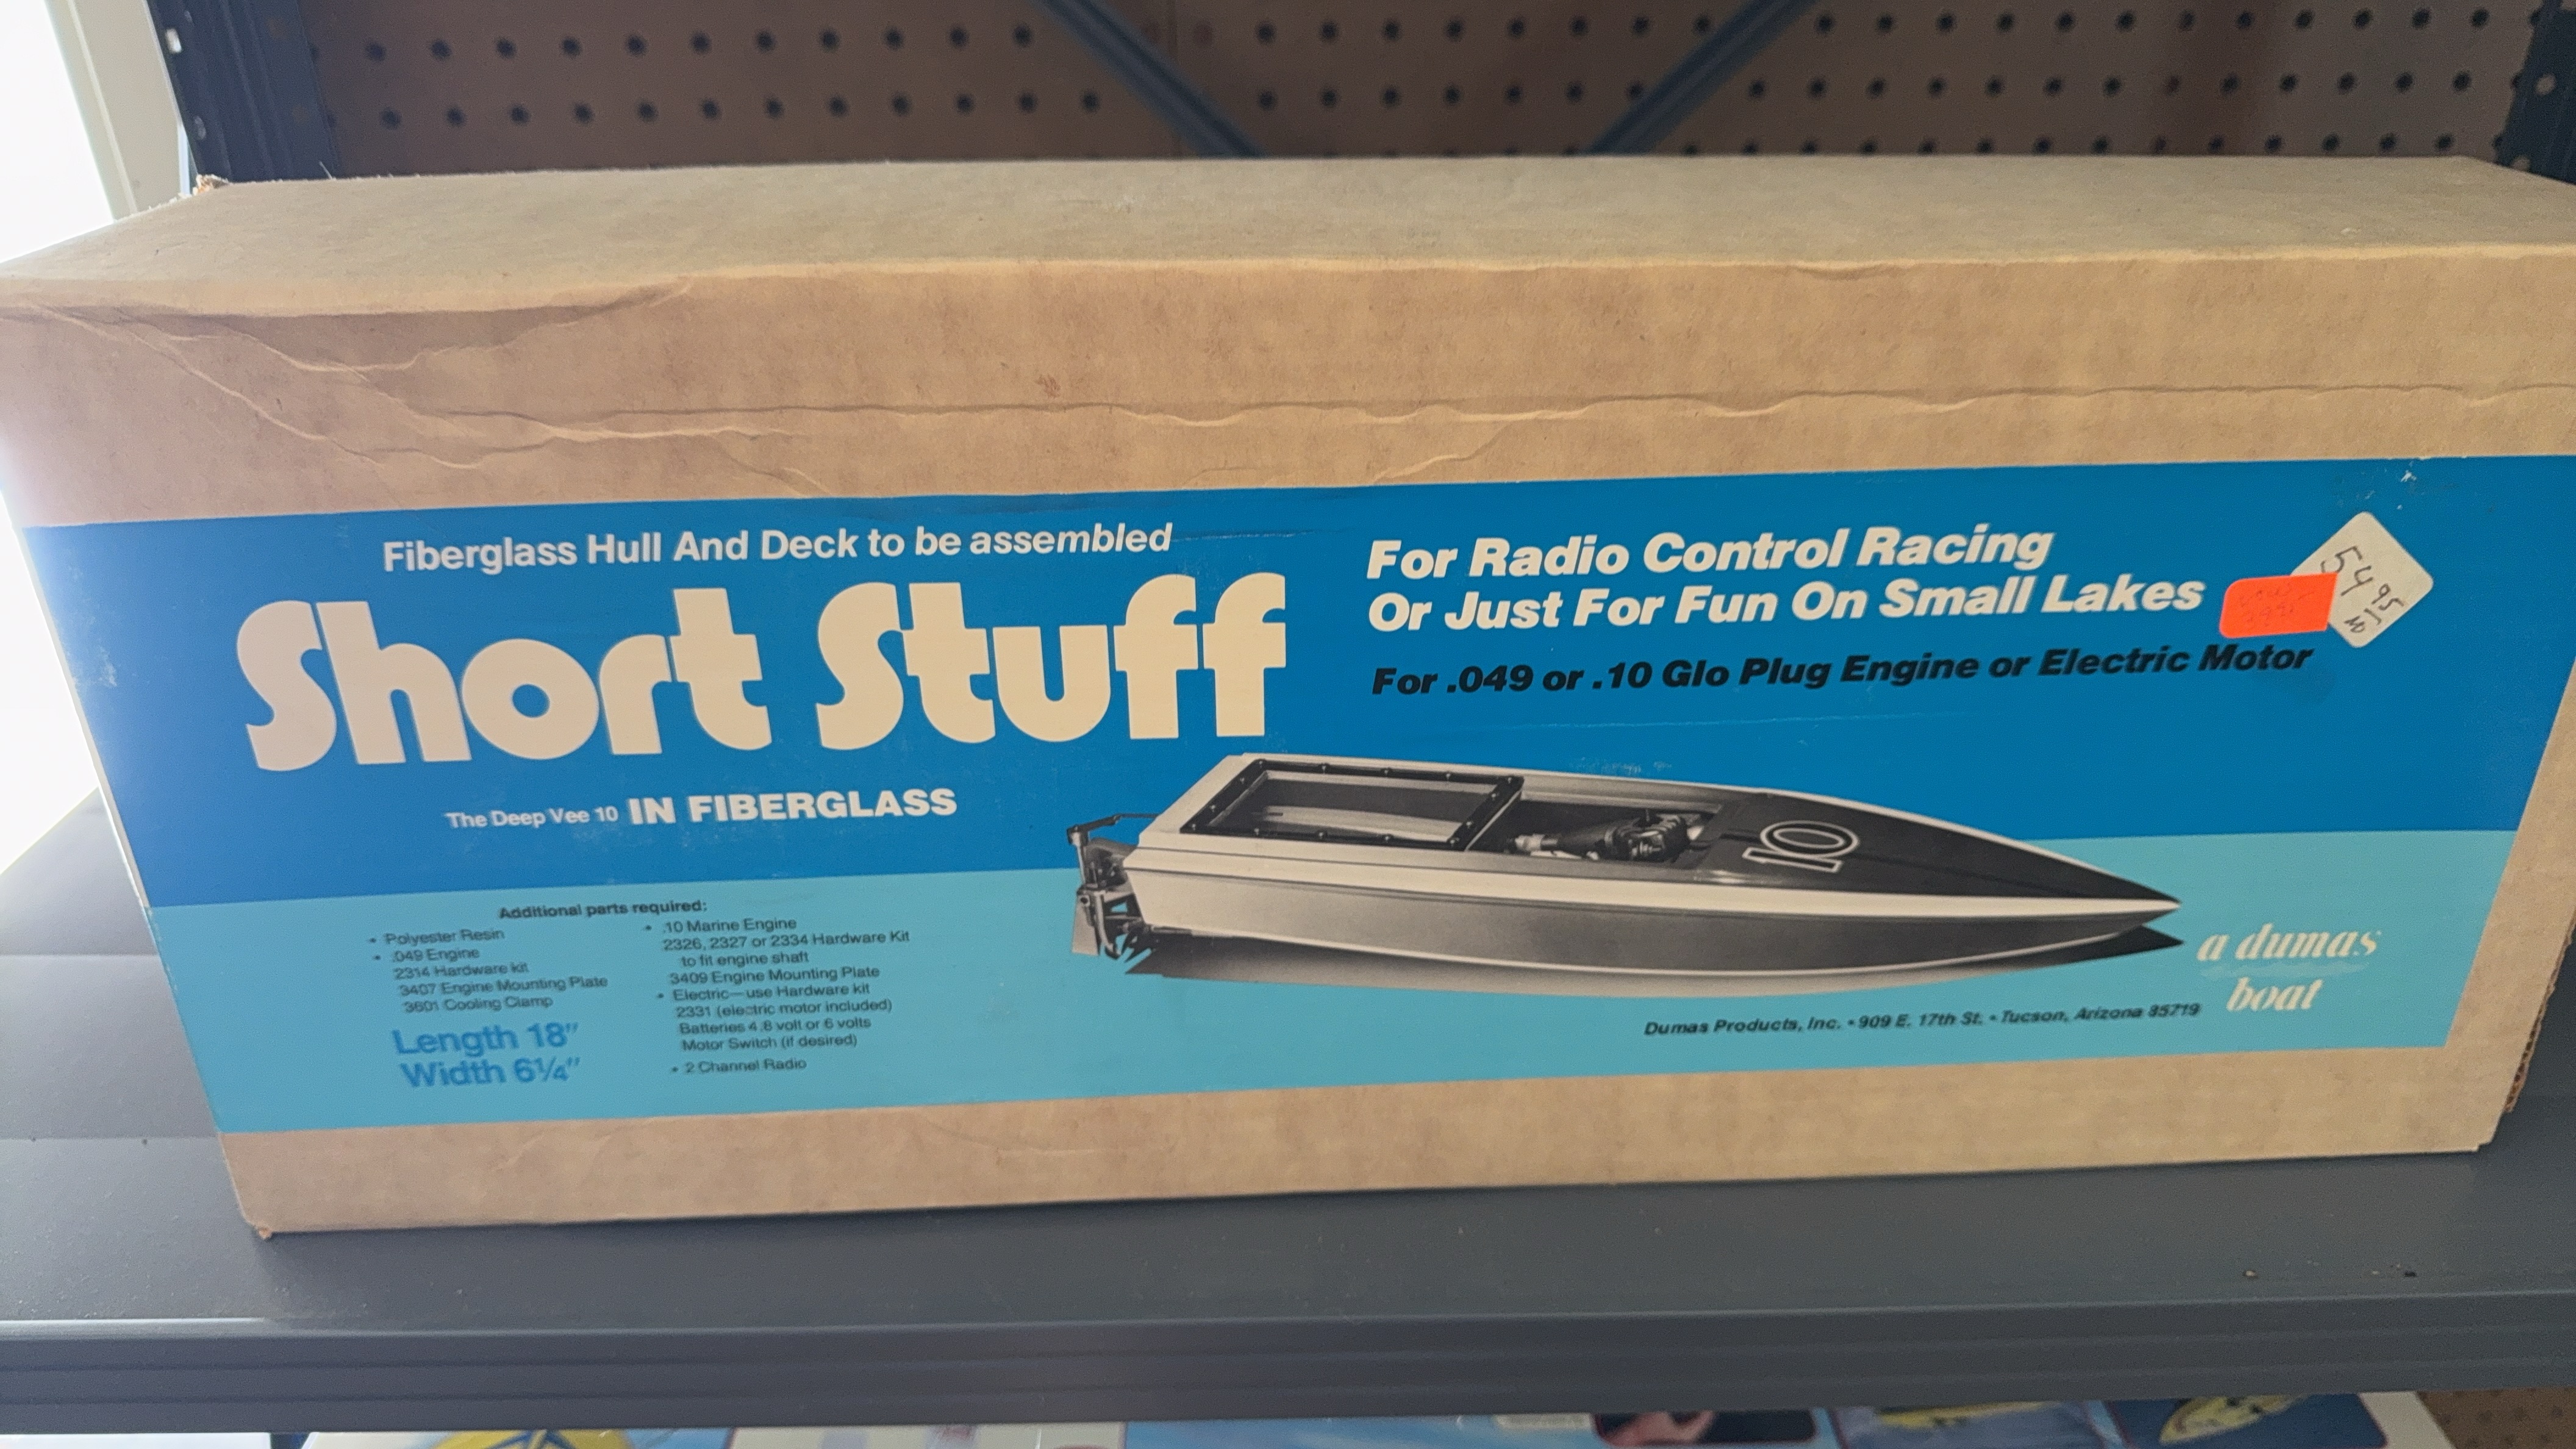 Fiberglass Hull And Deck to be assembled
Short Stuff
The Deep Vee 10 IN FIBERGLASS
For Radio Control Racing
Or Just For Fun On Small Lakes
For .049 or .10 Glo Plug Engine or Electric Motor
54 95
10
Additional parts required:
• Polyester Resin
• .049 Engine
2314 Hardware kit
3407 Engine Mounting Plate
3601 Cooling Clamp
Length 18"
Width 6¼"
• .10 Marine Engine
2326, 2327 or 2334 Hardware Kit
to fit engine shaft
3409 Engine Mounting Plate
• Electric—use Hardware kit
2331 (electric motor included)
Batteries 4.8 volt or 6 volts
Motor Switch (if desired)
• 2 Channel Radio
a dumas
boat
Dumas Products, Inc. • 909 E. 17th St. • Tucson, Arizona 85719